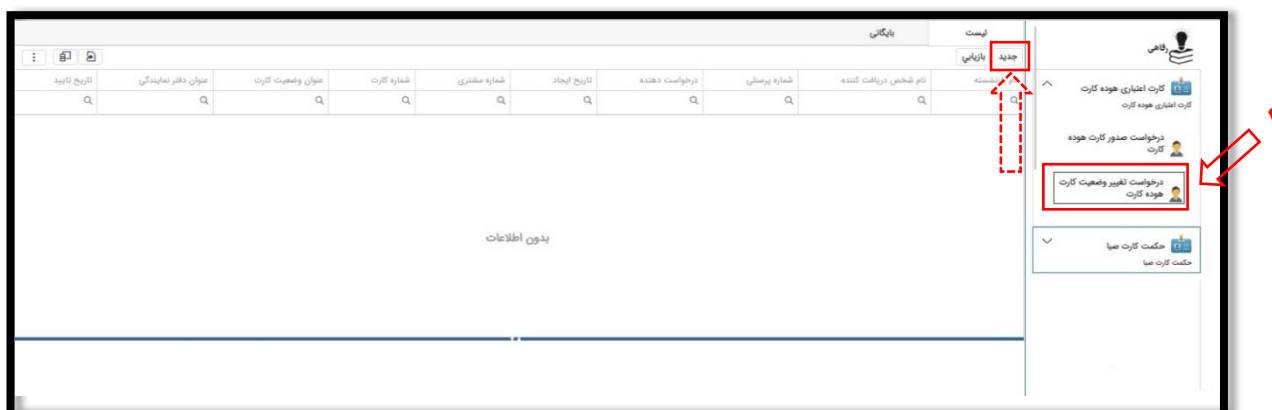 رفاهی
کارت اعتباری هوده کارت
کارت اعتباری هوده کارت
درخواست صدور کارت هوده
کارت
درخواست تغییر وضعیت کارت
هوده کارت
حکمت کارت صبا
حکمت کارت صبا
لیست بایگانی
جدید بازیابی
نام شخص دریافت کننده شماره پرسنلی درخواست دهنده تاریخ ایجاد شماره مشتری شماره کارت عنوان وضعیت کارت عنوان دفتر نمایندگی تاریخ تایید
بدون اطلاعات